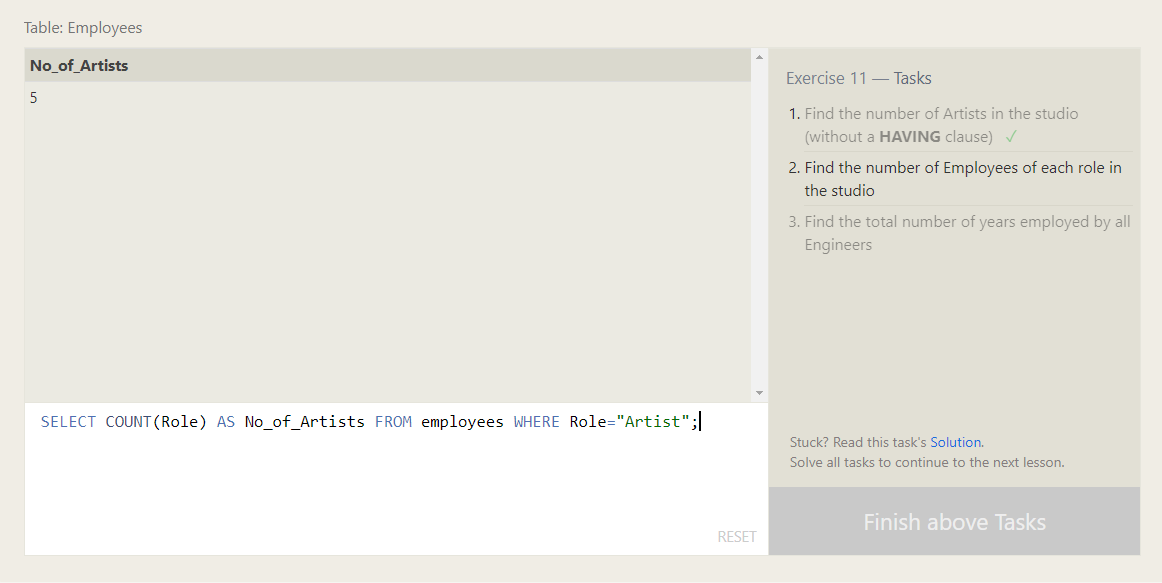 Table: Employees
No_of_Artists
5
SELECT COUNT(Role) AS No_of_Artists FROM employees WHERE Role="Artist";
RESET
Exercise 11 — Tasks
1. Find the number of Artists in the studio
(without a HAVING clause) ✓
2. Find the number of Employees of each role in
the studio
3. Find the total number of years employed by all
Engineers
Stuck? Read this task's Solution.
Solve all tasks to continue to the next lesson.
Finish above Tasks